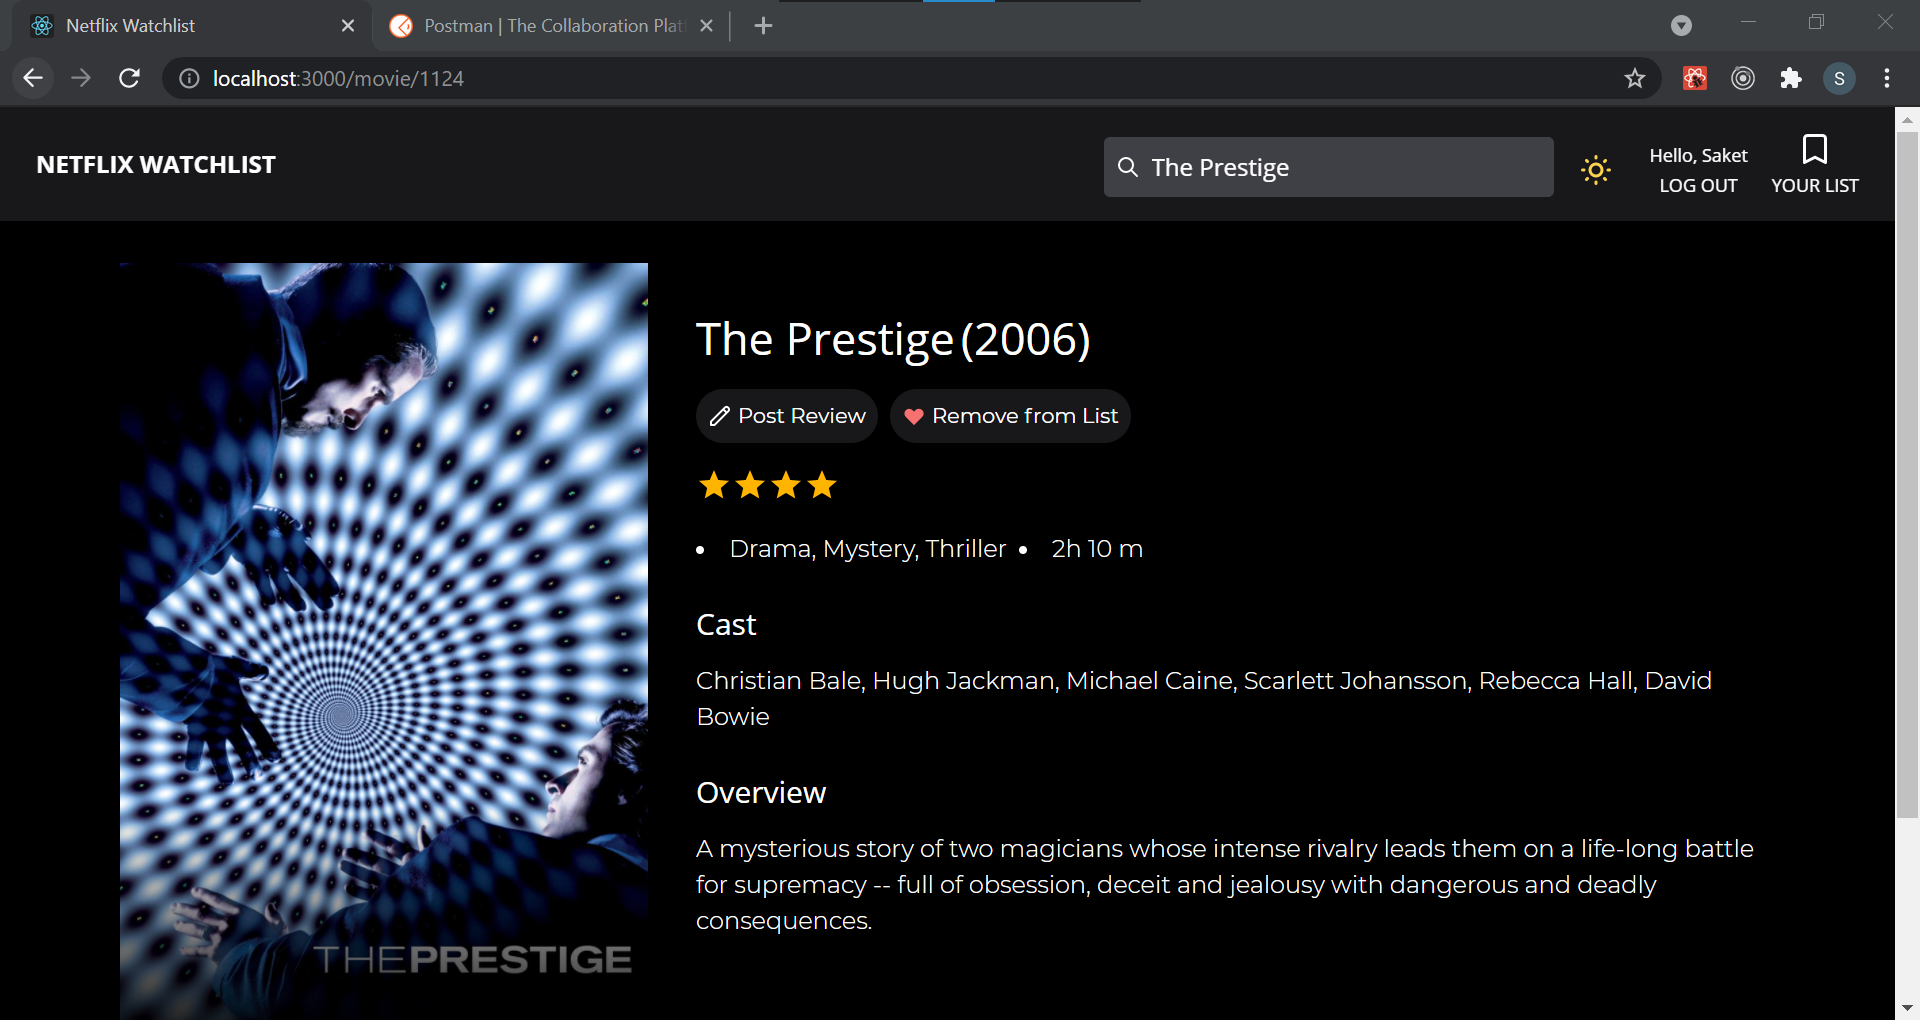 Netflix Watchlist
Postman | The Collaboration Plat
localhost:3000/movie/1124
S
NETFLIX WATCHLIST
The Prestige
Hello, Saket
LOG OUT
YOUR LIST
The Prestige (2006)
Post Review
Remove from List
• Drama, Mystery, Thriller • 2h 10 m
Cast
Christian Bale, Hugh Jackman, Michael Caine, Scarlett Johansson, Rebecca Hall, David
Bowie
Overview
A mysterious story of two magicians whose intense rivalry leads them on a life-long battle
for supremacy -- full of obsession, deceit and jealousy with dangerous and deadly
consequences.
THEPRESTIGE